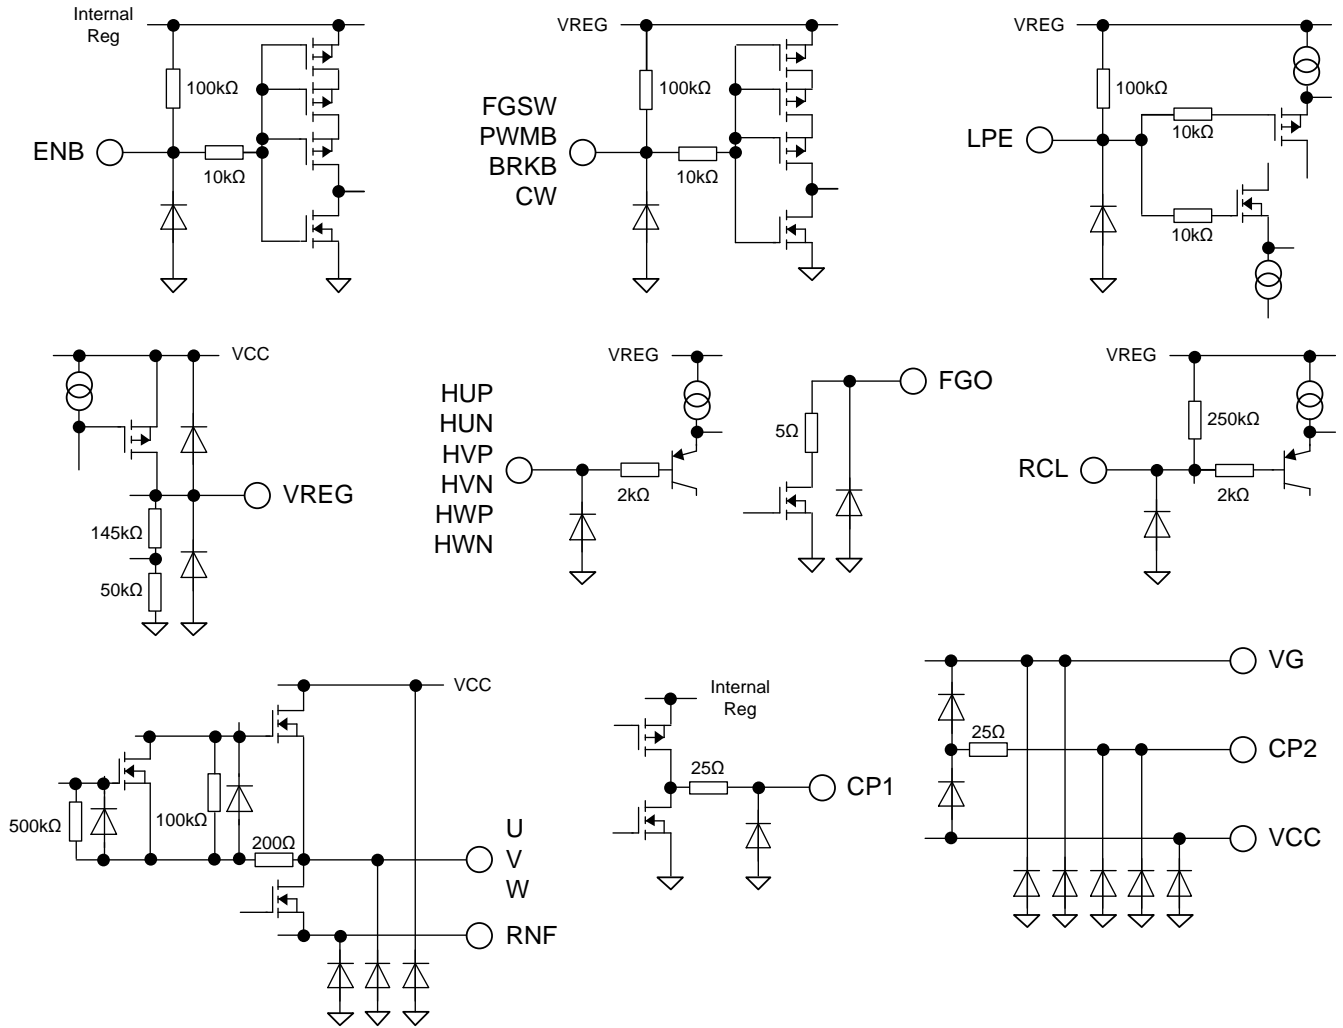 Internal
Reg
100kΩ
ENB
10kΩ
VREG
100kΩ
FGSW
PWMB
BRKB
CW
10kΩ
VREG
100kΩ
LPE
10kΩ
10kΩ
VCC
VREG
145kΩ
50kΩ
VREG
HUP
HUN
HVP
HVN
HWP
HWN
2kΩ
FGO
5Ω
VREG
250kΩ
RCL
2kΩ
VCC
500kΩ
100kΩ
200Ω
U
V
W
RNF
Internal
Reg
25Ω
CP1
VG
25Ω
CP2
VCC